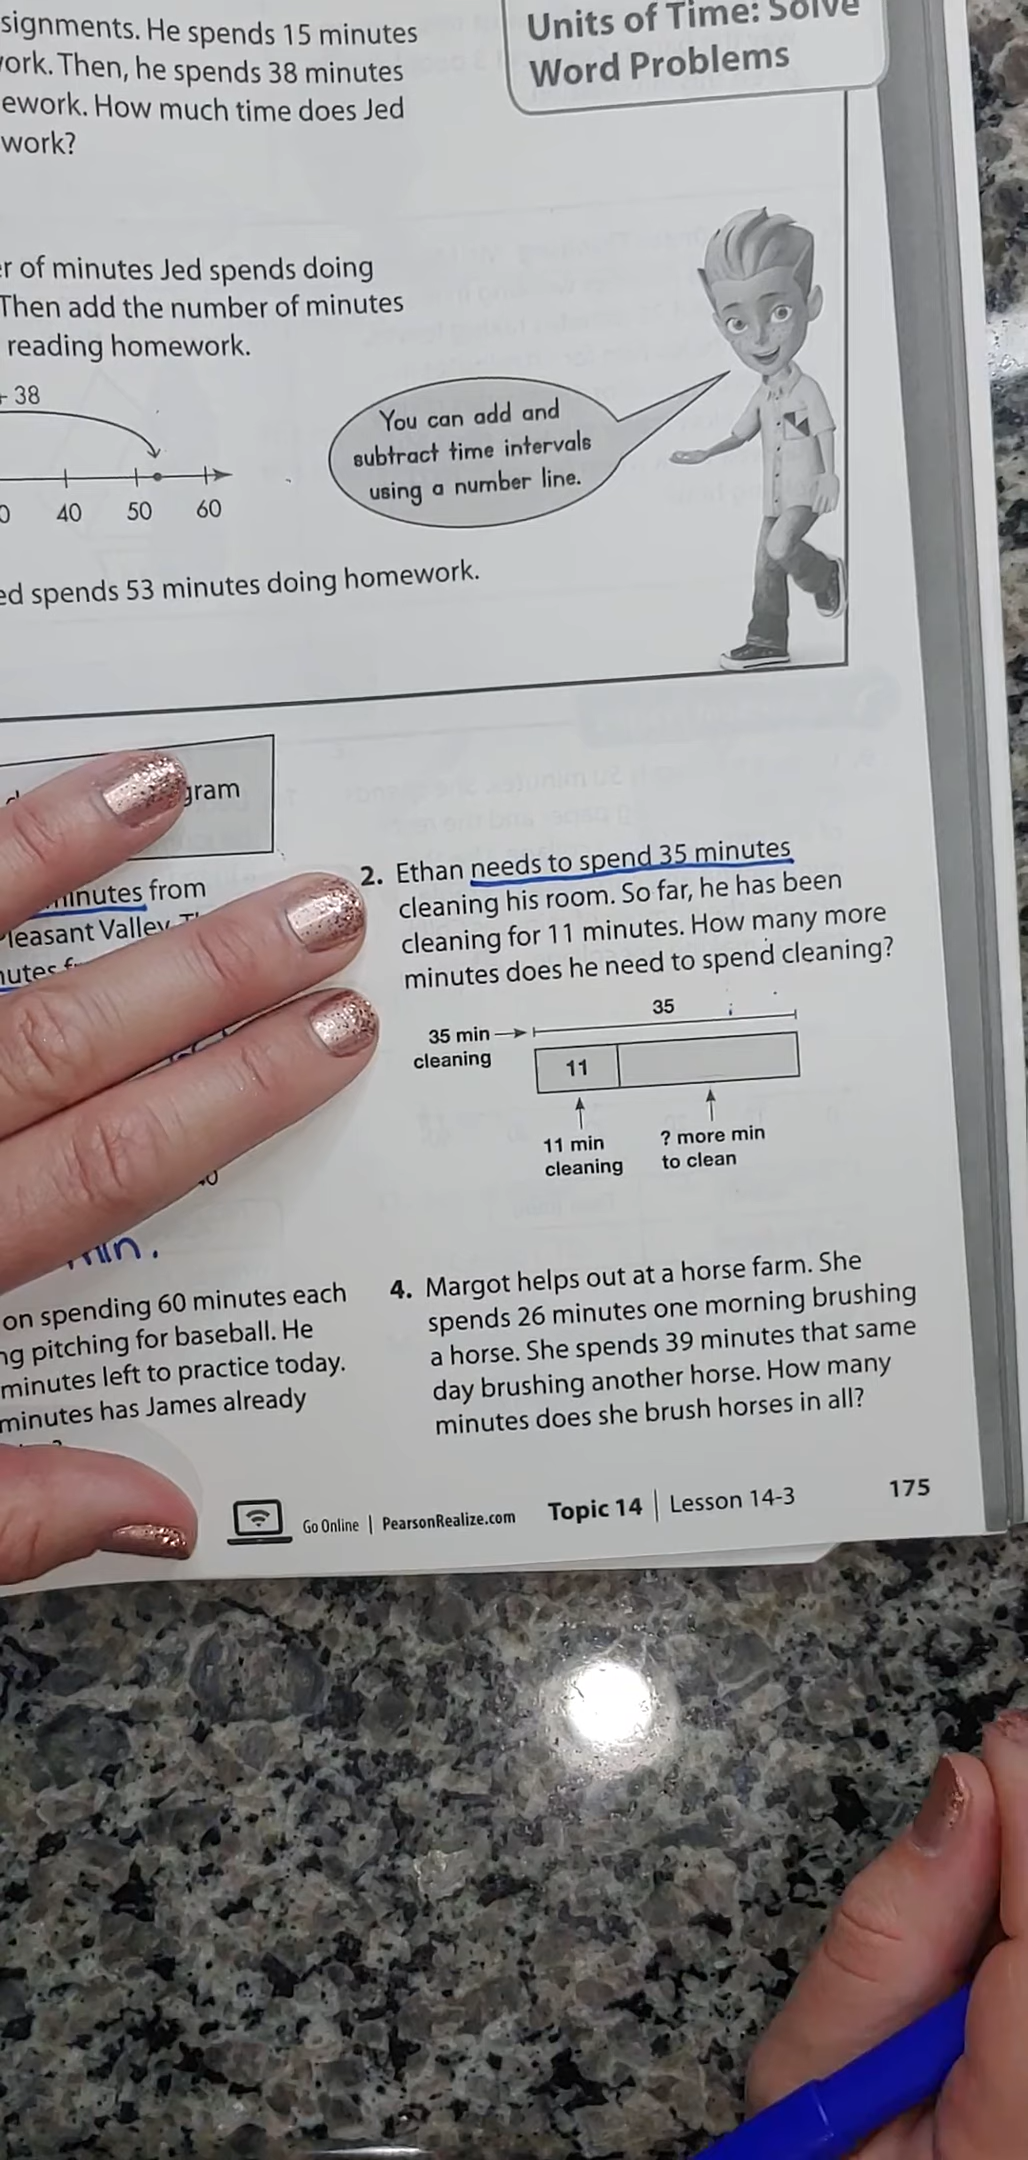 signments. He spends 15 minutes
ork. Then, he spends 38 minutes
ework. How much time does Jed
work?
Units of Time: Solve
Word Problems
r of minutes Jed spends doing
Then add the number of minutes
reading homework.
38
You can add and
subtract time intervals
using a number line.
0 40 50 60
ed spends 53 minutes doing homework.
gram
minutes from
leasant Valley
nutes
min.
2. Ethan needs to spend 35 minutes
cleaning his room. So far, he has been
cleaning for 11 minutes. How many more
minutes does he need to spend cleaning?
35
35 min
cleaning
11
11 min
cleaning
? more min
to clean
on spending 60 minutes each
ng pitching for baseball. He
minutes left to practice today.
minutes has James already
4. Margot helps out at a horse farm. She
spends 26 minutes one morning brushing
a horse. She spends 39 minutes that same
day brushing another horse. How many
minutes does she brush horses in all?
Go Online | PearsonRealize.com Topic 14 | Lesson 14-3 175